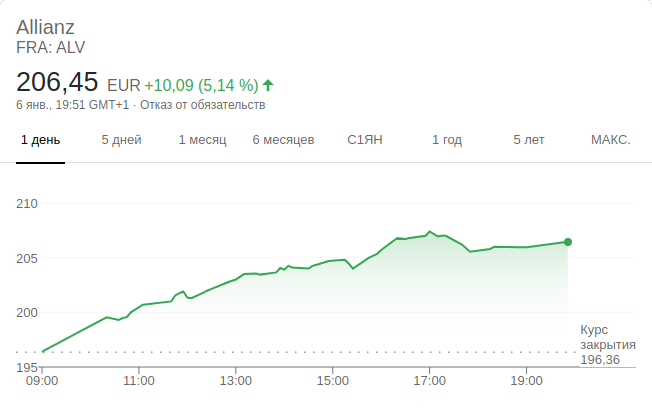 Allianz
FRA: ALV
206,45 EUR +10,09 (5,14 %)
6 янв., 19:51 GMT+1 · Отказ от обязательств
1 день 5 дней 1 месяц 6 месяцев С1ЯН 1 год 5 лет МАКС.
210
205
200
Курс
закрытия
196,36
195
09:00 11:00 13:00 15:00 17:00 19:00